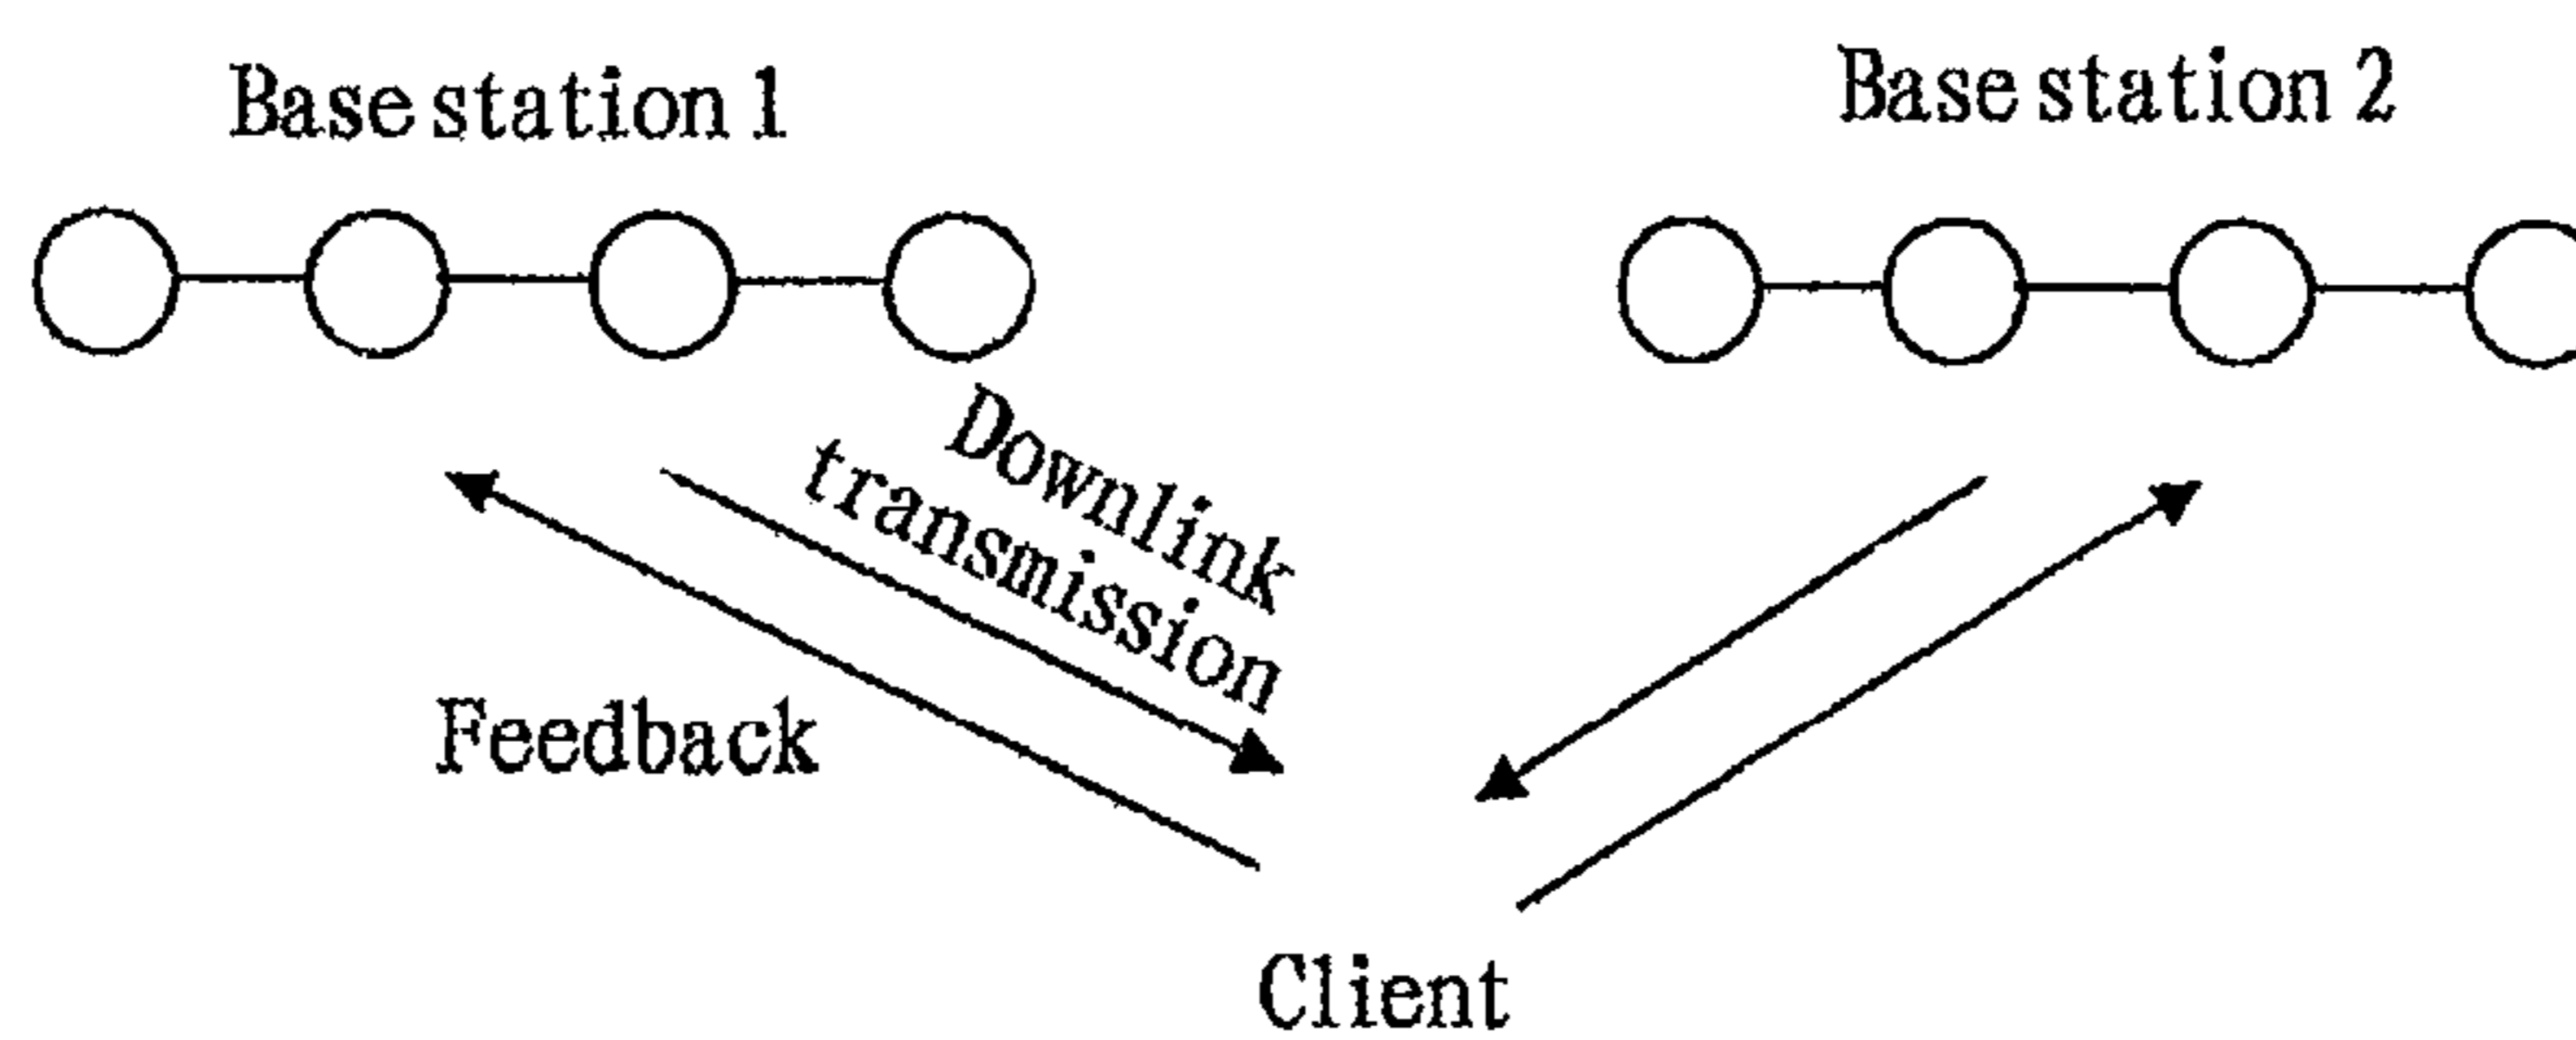 Base station 1
Base station 2
Downlink
transmission
Feedback
Client